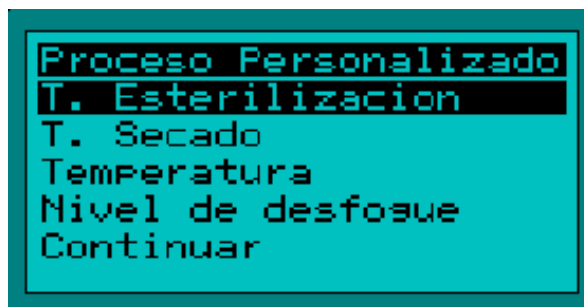 Proceso Personalizado
T. Esterilizacion
T. Secado
Temperatura
Nivel de desfogue
Continuar